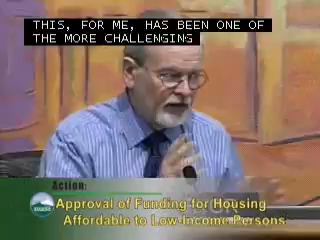 THIS, FOR ME, HAS BEEN ONE OF
THE MORE CHALLENGING
Action:
Approval of Funding for Housing
Affordable to Low-Income Persons